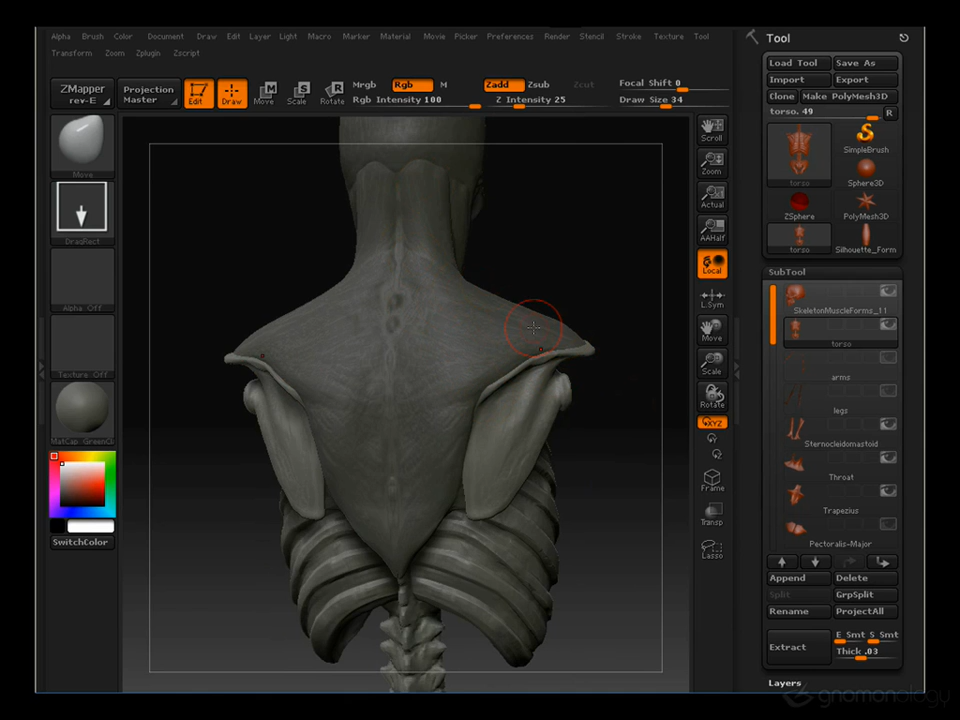 Alpha Brush Color Document Draw Edit Layer Light Macro Marker Material Movie Picker Preferences Render Stencil Stroke Texture Tool
Transform Zoom Zplugin Zscript
ZMapper
rev-E
Projection
Master
Edit
Draw
Move
Scale
Rotate
Mrgb Rgb M
Rgb Intensity 100
Zadd Zsub Zcut
Z Intensity 25
Focal Shift 0
Draw Size 34
Move
DragRect
Alpha Off
Texture Off
SwitchColor
Scroll
Zoom
Actual
AAHalf
Local
L.Sym
Move
Scale
Rotate
XYZ
Y
Z
Frame
Transp
Lasso
Tool
Load Tool Save As
Import Export
Clone Make PolyMesh3D
torso. 49 R
torso
SimpleBrush
Sphere3D
ZSphere PolyMesh3D
torso Silhouette_Form
SubTool
SkeletonMuscleForms_11
torso
arms
legs
Sternocleidomastoid
Throat
Trapezius
Pectoralis-Major
Append Delete
Split GrpSplit
Rename ProjectAll
Extract
E Smt S Smt
Thick .03
Layers
gnomonology